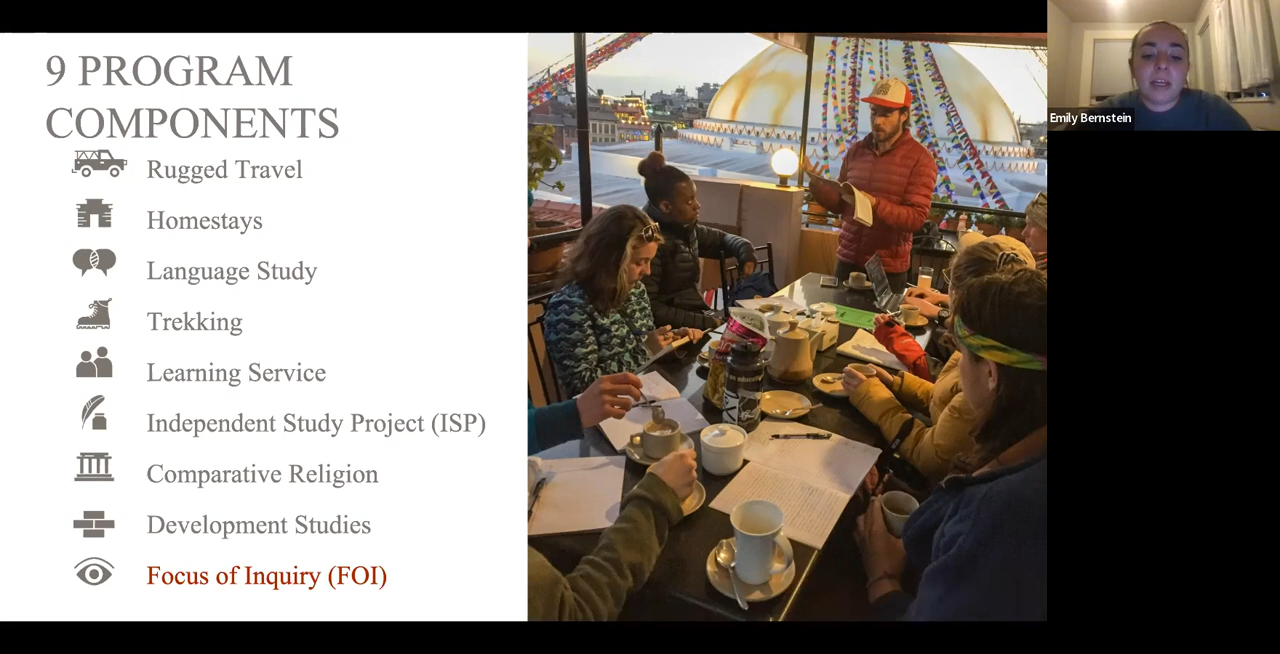 9 PROGRAM
COMPONENTS
Rugged Travel
Homestays
Language Study
Trekking
Learning Service
Independent Study Project (ISP)
Comparative Religion
Development Studies
Focus of Inquiry (FOI)
Emily Bernstein